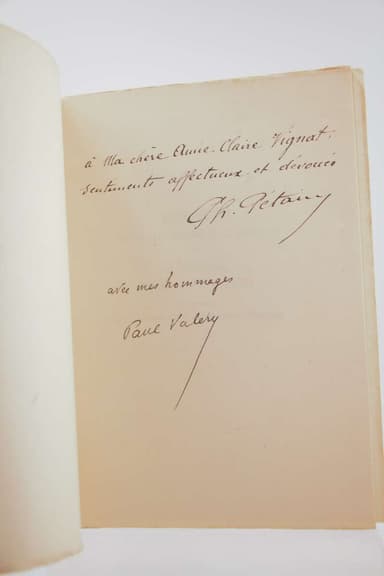 à Ma chère Anne-Claire Vignat,
sentiments affectueux et dévoués
Ph. Pétain
avec mes hommages
Paul Valery